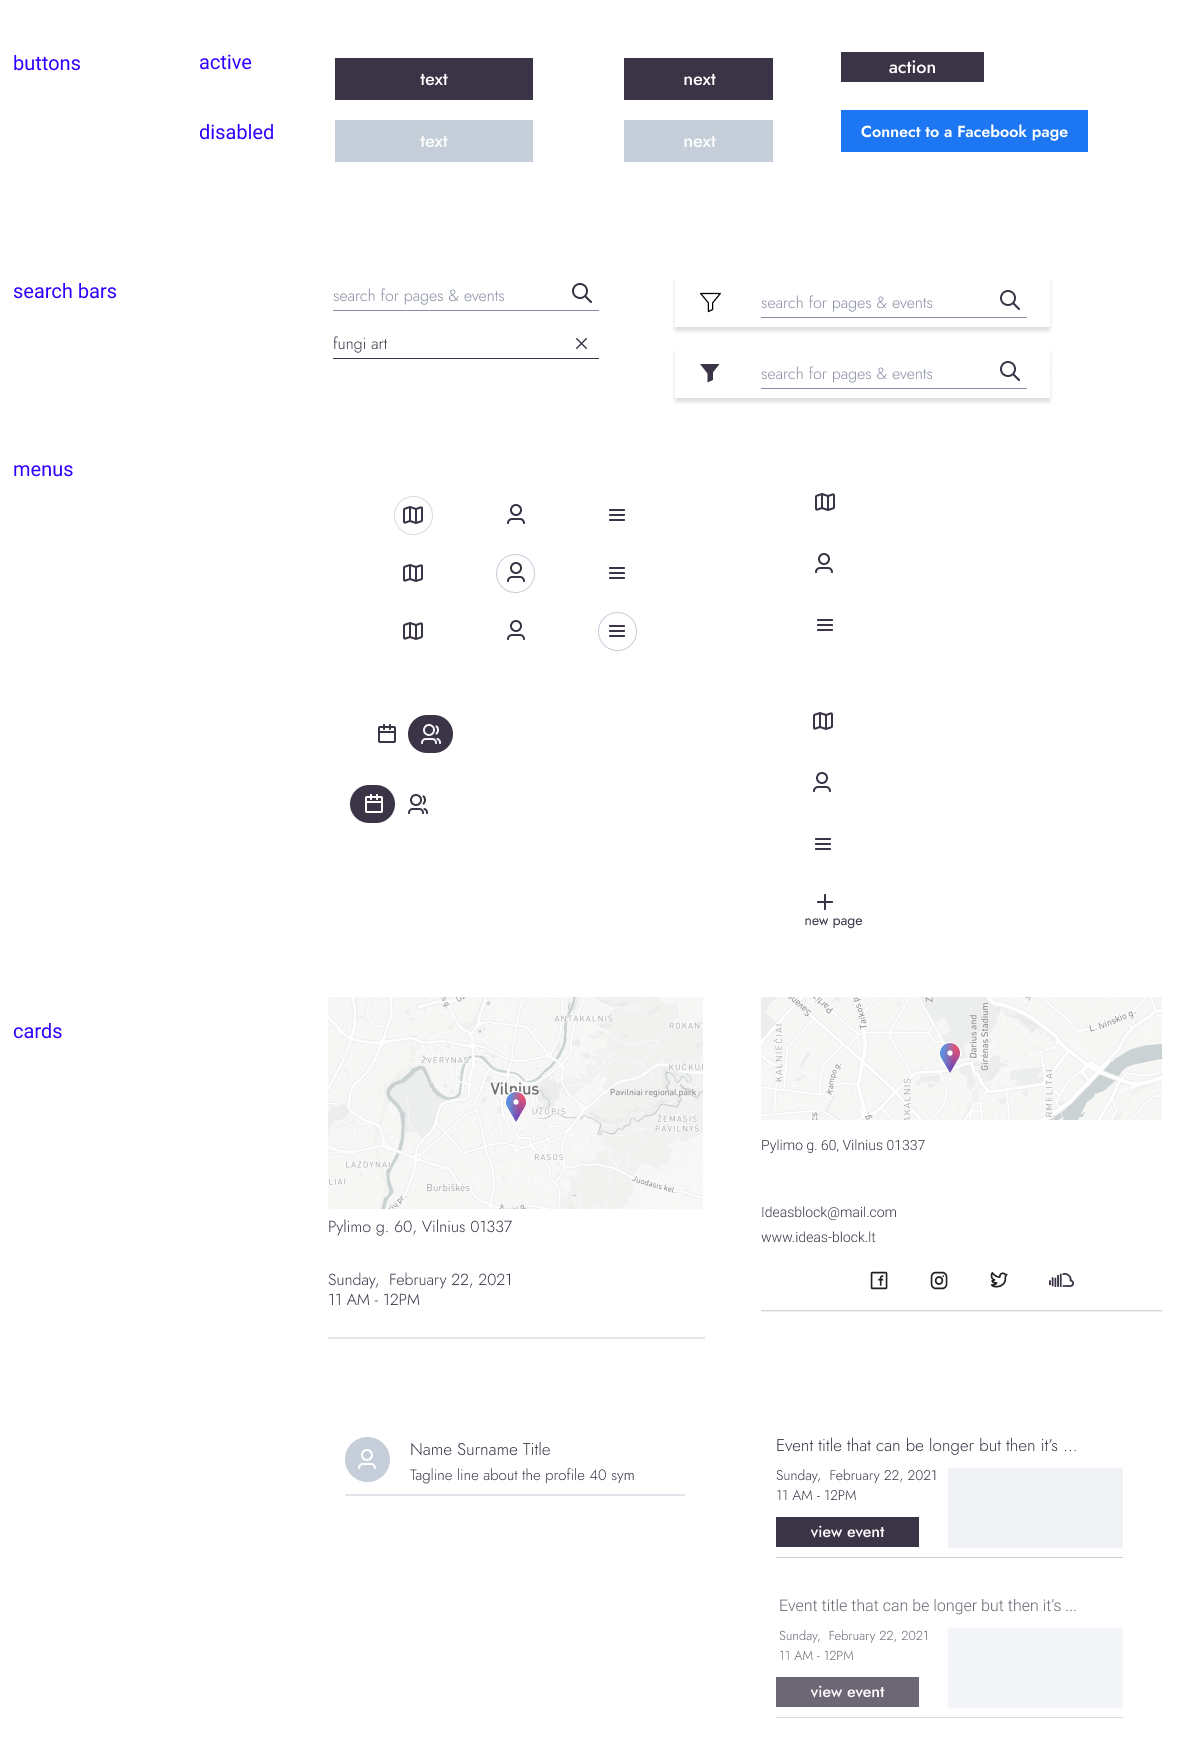 buttons
active
text
next
action
disabled
text
next
Connect to a Facebook page
search bars
search for pages & events
search for pages & events
fungi art
search for pages & events
menus
new page
cards
ANTAKALNIS
ROKAN
ŽVĖRYNAS
KUČKU
Vilnius
Pavilniai regional park
UŽUPIS
ŽEMASIS
PAVILNYS
RASOS
LAZDYNAI
LIAI
Burbiškes
Juodasis kel.
Pylimo g. 60, Vilnius 01337
Sunday,  February 22, 2021
11 AM - 12PM
Taikos p
L. Ivinskio g.
Darius and
Girėnas Stadium
KALNIEČIAI
Kampo g.
AKALNIS
RMELITAI
Pylimo g. 60, Vilnius 01337
Ideasblock@mail.com
www.ideas-block.lt
Name Surname Title
Tagline line about the profile 40 sym
Event title that can be longer but then it's ...
Sunday,  February 22, 2021
11 AM - 12PM
view event
Event title that can be longer but then it's ...
Sunday,  February 22, 2021
11 AM - 12PM
view event